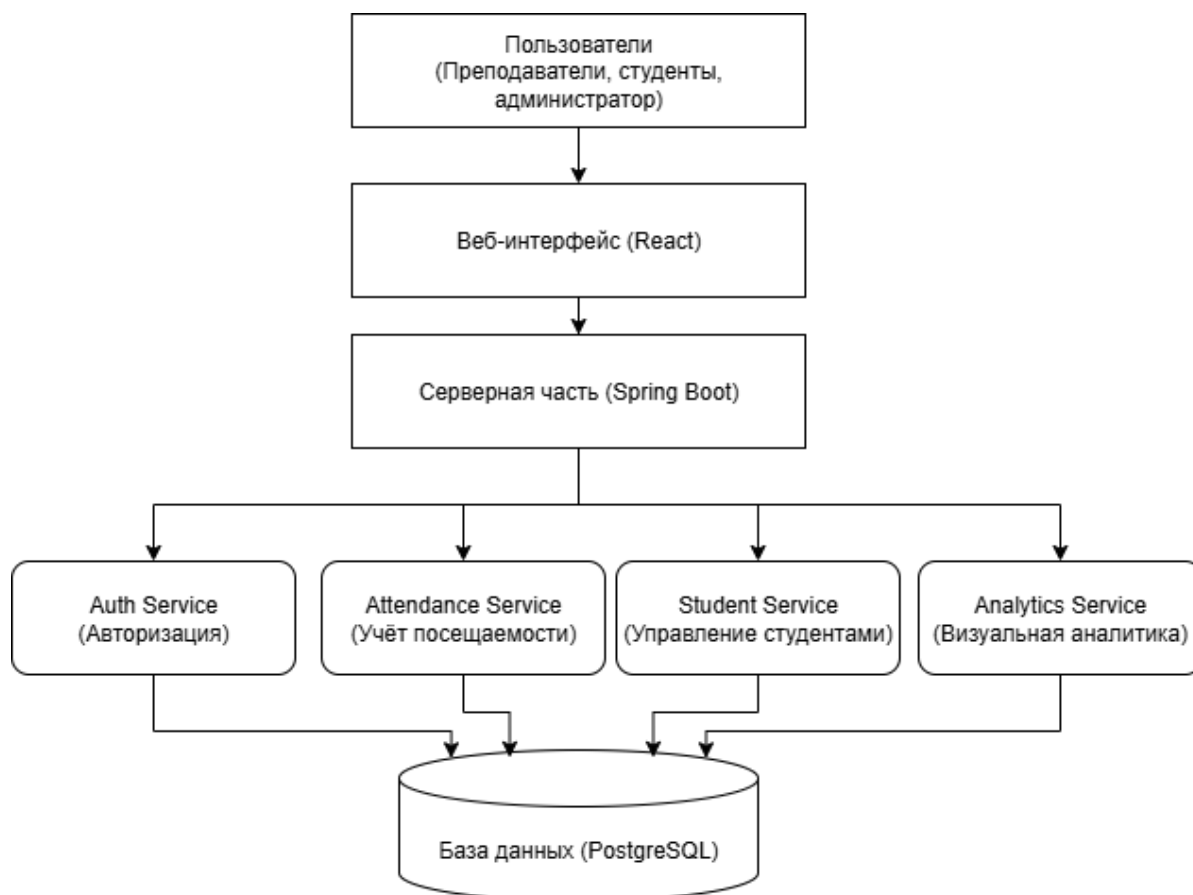 Пользователи
(Преподаватели, студенты,
администратор)
Веб-интерфейс (React)
Серверная часть (Spring Boot)
Auth Service
(Авторизация)
Attendance Service
(Учёт посещаемости)
Student Service
(Управление студентами)
Analytics Service
(Визуальная аналитика)
База данных (PostgreSQL)